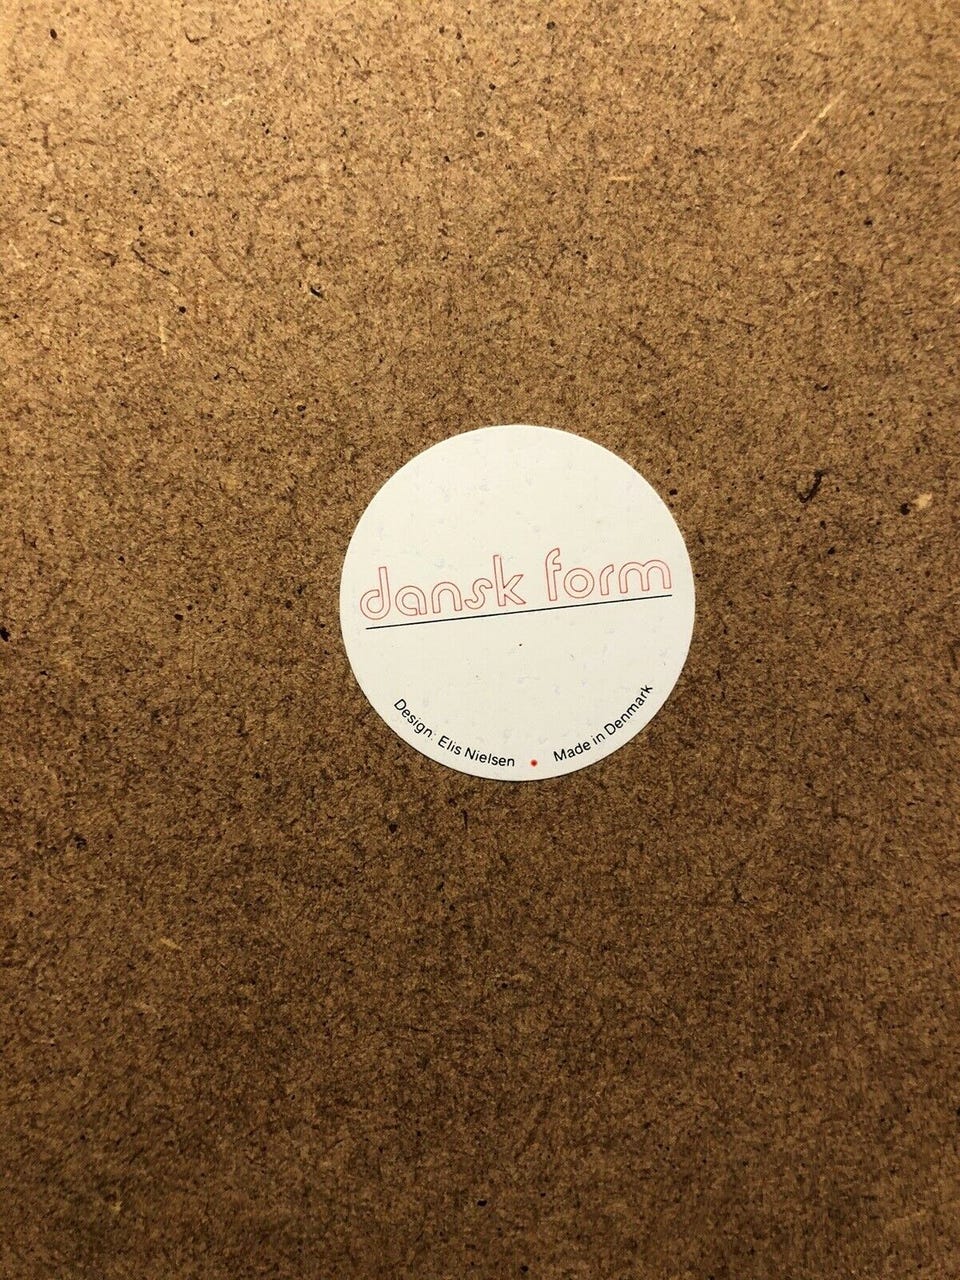 dansk form
Design: Elis Nielsen • Made in Denmark